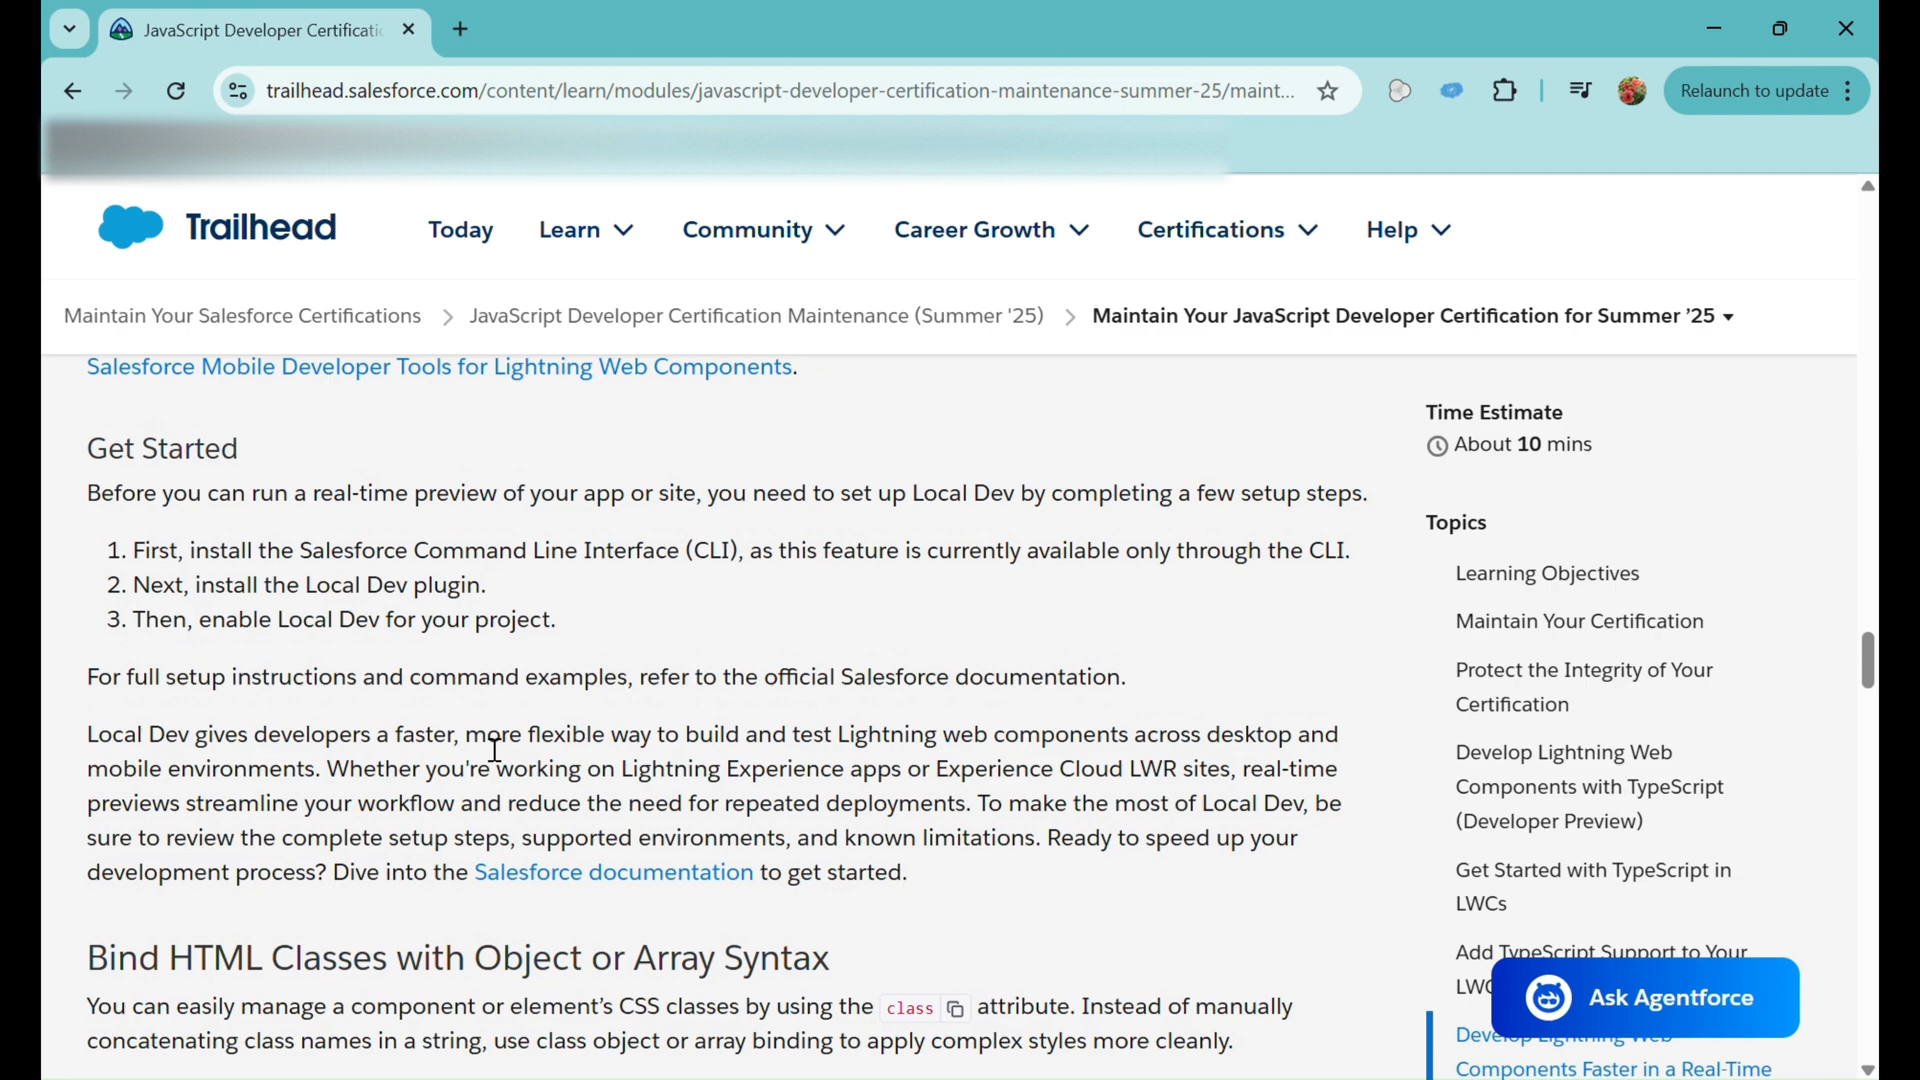 JavaScript Developer Certificati
trailhead.salesforce.com/content/learn/modules/javascript-developer-certification-maintenance-summer-25/maint...
Relaunch to update
Trailhead
Today
Learn
Community
Career Growth
Certifications
Help
Maintain Your Salesforce Certifications
JavaScript Developer Certification Maintenance (Summer '25)
Maintain Your JavaScript Developer Certification for Summer ’25
Salesforce Mobile Developer Tools for Lightning Web Components.
Get Started
Before you can run a real-time preview of your app or site, you need to set up Local Dev by completing a few setup steps.
1. First, install the Salesforce Command Line Interface (CLI), as this feature is currently available only through the CLI.
2. Next, install the Local Dev plugin.
3. Then, enable Local Dev for your project.
For full setup instructions and command examples, refer to the official Salesforce documentation.
Local Dev gives developers a faster, more flexible way to build and test Lightning web components across desktop and
mobile environments. Whether you're working on Lightning Experience apps or Experience Cloud LWR sites, real-time
previews streamline your workflow and reduce the need for repeated deployments. To make the most of Local Dev, be
sure to review the complete setup steps, supported environments, and known limitations. Ready to speed up your
development process? Dive into the Salesforce documentation to get started.
Bind HTML Classes with Object or Array Syntax
You can easily manage a component or element’s CSS classes by using the class attribute. Instead of manually
concatenating class names in a string, use class object or array binding to apply complex styles more cleanly.
Time Estimate
About 10 mins
Topics
Learning Objectives
Maintain Your Certification
Protect the Integrity of Your
Certification
Develop Lightning Web
Components with TypeScript
(Developer Preview)
Get Started with TypeScript in
LWCs
Add TypeScript Support to Your
LWC
Develop Lightning Web
Components Faster in a Real-Time
Ask Agentforce